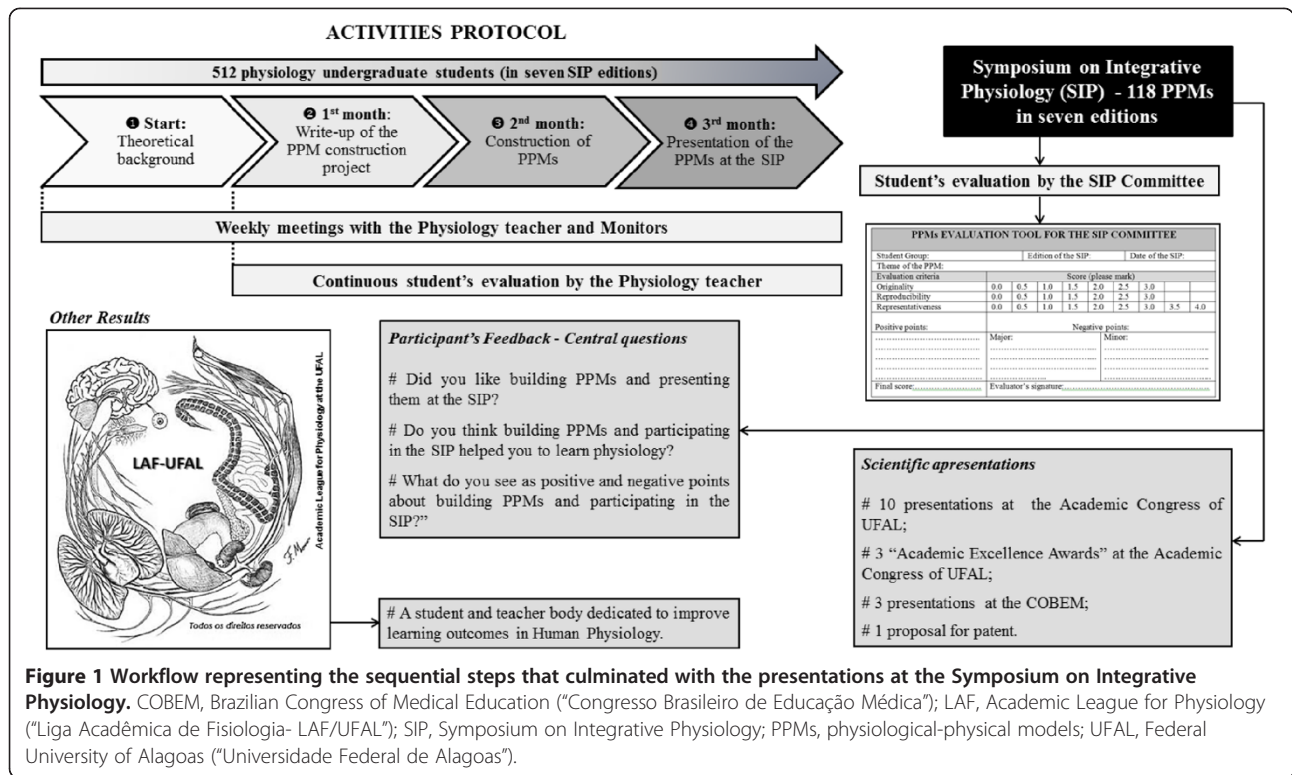 ACTIVITIES PROTOCOL
512 physiology undergraduate students (in seven SIP editions)
❶ Start:
Theoretical
background
❷ 1st month:
Write-up of the
PPM construction
project
❸ 2nd month:
Construction of
PPMs
❹ 3rd month:
Presentation of the
PPMs at the SIP
Weekly meetings with the Physiology teacher and Monitors
Continuous student's evaluation by the Physiology teacher
Symposium on Integrative
Physiology (SIP) - 118 PPMs
in seven editions
Student's evaluation by the SIP Committee
PPMs EVALUATION TOOL FOR THE SIP COMMITTEE
Student Group: Edition of the SIP: Date of the SIP:
Theme of the PPM:
Evaluation criteria Score (please mark)
Originality 0.0 0.5 1.0 1.5 2.0 2.5 3.0
Reproducibility 0.0 0.5 1.0 1.5 2.0 2.5 3.0
Representativeness 0.0 0.5 1.0 1.5 2.0 2.5 3.0 3.5 4.0
Positive points: Negative points:
Major: Minor:
Final score: Evaluator's signature:
Other Results
LAF-UFAL
Academic League for Physiology at the UFAL
Todos os direitos reservados
Participant's Feedback - Central questions
# Did you like building PPMs and presenting
them at the SIP?
# Do you think building PPMs and participating
in the SIP helped you to learn physiology?
# What do you see as positive and negative points
about building PPMs and participating in the
SIP?”
# A student and teacher body dedicated to improve
learning outcomes in Human Physiology.
Scientific apresentations
# 10 presentations at the Academic Congress of
UFAL;
# 3 “Academic Excellence Awards” at the Academic
Congress of UFAL;
# 3 presentations at the COBEM;
# 1 proposal for patent.
Figure 1 Workflow representing the sequential steps that culminated with the presentations at the Symposium on Integrative
Physiology. COBEM, Brazilian Congress of Medical Education (“Congresso Brasileiro de Educação Médica”); LAF, Academic League for Physiology
(“Liga Acadêmica de Fisiologia- LAF/UFAL”); SIP, Symposium on Integrative Physiology; PPMs, physiological-physical models; UFAL, Federal
University of Alagoas (“Universidade Federal de Alagoas”).